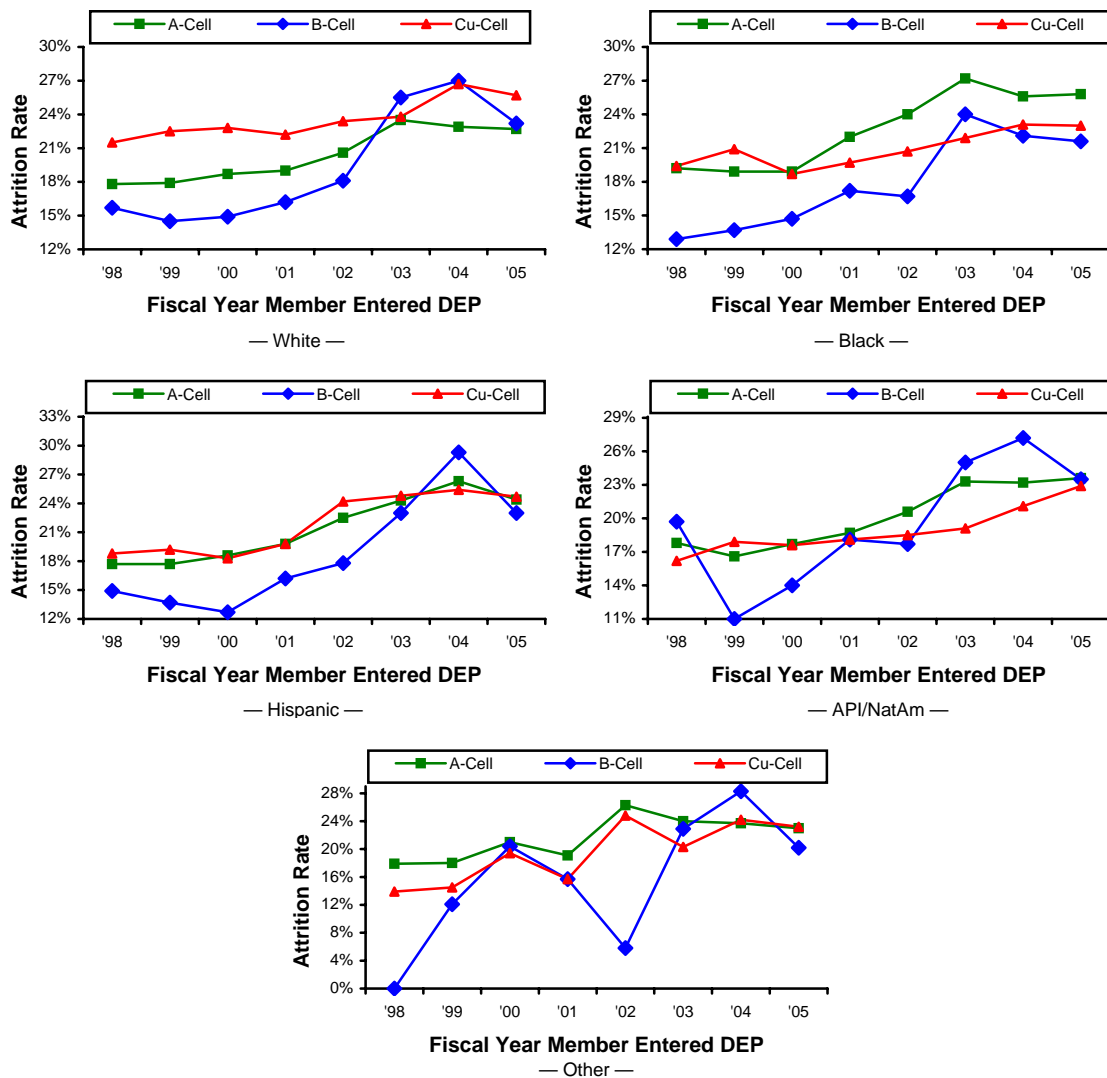 A-Cell B-Cell Cu-Cell
30%
27%
24%
21%
18%
15%
12%
Attrition Rate
'98 '99 '00 '01 '02 '03 '04 '05
Fiscal Year Member Entered DEP
— White —
A-Cell B-Cell Cu-Cell
30%
27%
24%
21%
18%
15%
12%
Attrition Rate
'98 '99 '00 '01 '02 '03 '04 '05
Fiscal Year Member Entered DEP
— Black —
A-Cell B-Cell Cu-Cell
33%
30%
27%
24%
21%
18%
15%
12%
Attrition Rate
'98 '99 '00 '01 '02 '03 '04 '05
Fiscal Year Member Entered DEP
— Hispanic —
A-Cell B-Cell Cu-Cell
29%
26%
23%
20%
17%
14%
11%
Attrition Rate
'98 '99 '00 '01 '02 '03 '04 '05
Fiscal Year Member Entered DEP
— API/NatAm —
A-Cell B-Cell Cu-Cell
28%
24%
20%
16%
12%
8%
4%
0%
Attrition Rate
'98 '99 '00 '01 '02 '03 '04 '05
Fiscal Year Member Entered DEP
— Other —